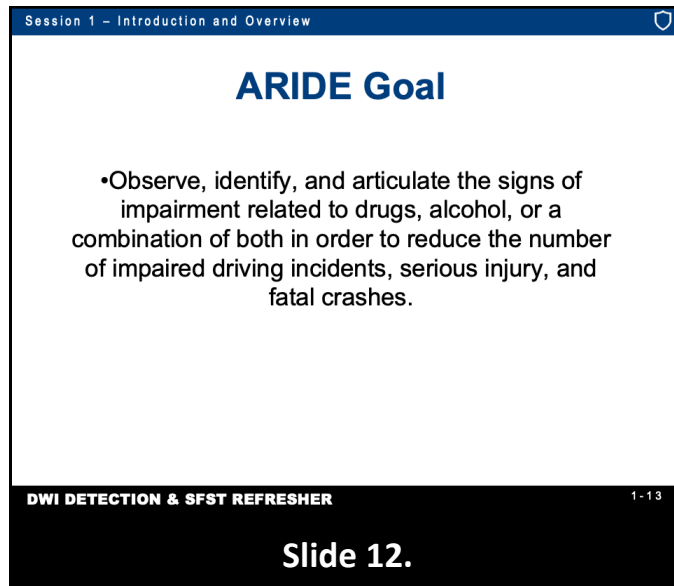 Session 1 – Introduction and Overview
ARIDE Goal
•Observe, identify, and articulate the signs of
impairment related to drugs, alcohol, or a
combination of both in order to reduce the number
of impaired driving incidents, serious injury, and
fatal crashes.
DWI DETECTION & SFST REFRESHER
1-13
Slide 12.